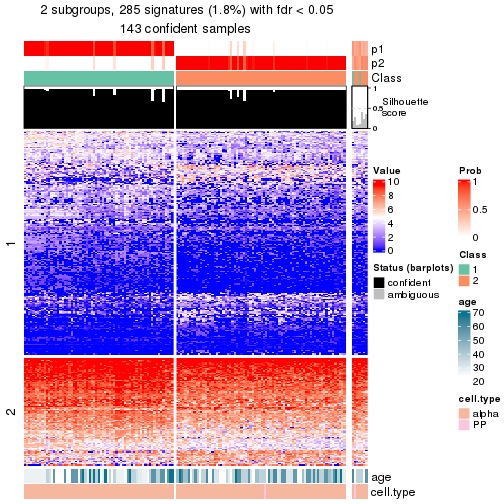 2 subgroups, 285 signatures (1.8%) with fdr < 0.05
143 confident samples
p1
p2
Class
1
0.5
0
Silhouette
score
1
2
age
cell.type
Value
10
8
6
4
2
0
Status (barplots)
confident
ambiguous
Prob
1
0.5
0
Class
1
2
age
70
60
50
40
30
20
cell.type
alpha
PP